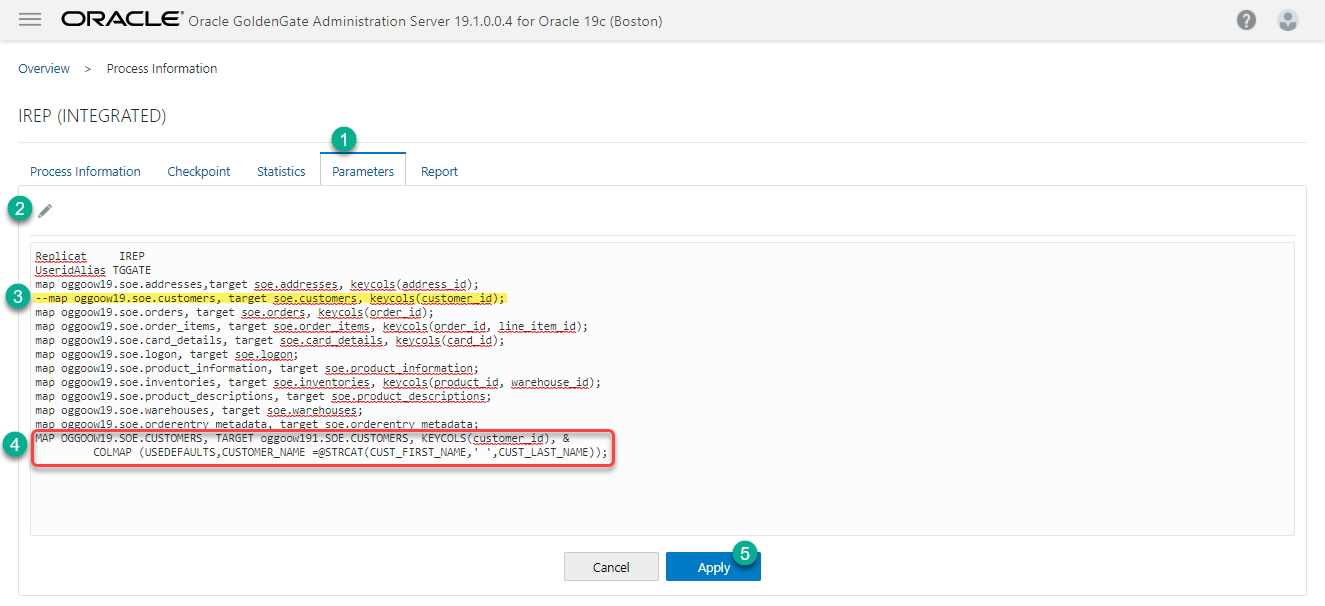 ORACLE® Oracle GoldenGate Administration Server 19.1.0.0.4 for Oracle 19c (Boston)
Overview > Process Information
IREP (INTEGRATED)
1
Process Information Checkpoint Statistics Parameters Report
2
Replicat     IREP
UseridAlias TGGATE
map oggoow19.soe.addresses,target soe.addresses, keycols(address_id);
3 --map oggoow19.soe.customers, target soe.customers, keycols(customer_id);
map oggoow19.soe.orders, target soe.orders, keycols(order_id);
map oggoow19.soe.order_items, target soe.order_items, keycols(order_id, line_item_id);
map oggoow19.soe.card_details, target soe.card_details, keycols(card_id);
map oggoow19.soe.logon, target soe.logon;
map oggoow19.soe.product_information, target soe.product_information;
map oggoow19.soe.inventories, target soe.inventories, keycols(product_id, warehouse_id);
map oggoow19.soe.product_descriptions, target soe.product_descriptions;
map oggoow19.soe.warehouses, target soe.warehouses;
map oggoow19.soe.orderentry_metadata, target soe.orderentry_metadata;
4 MAP OGGOOW19.SOE.CUSTOMERS, TARGET oggoow191.SOE.CUSTOMERS, KEYCOLS(customer_id), &
COLMAP (USEDEFAULTS,CUSTOMER_NAME =@STRCAT(CUST_FIRST_NAME,' ',CUST_LAST_NAME));
5
Cancel Apply